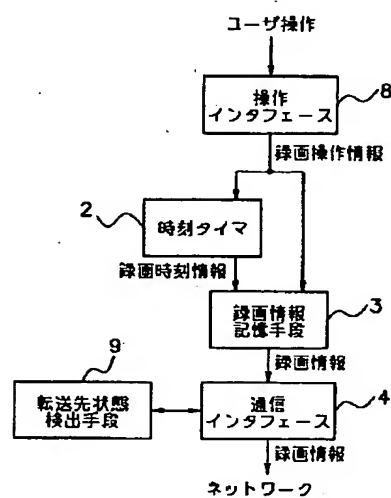 ユーザ操作
操作
インタフェース
8
録画操作情報
2
時刻タイマ
録画時刻情報
録画情報
記憶手段
3
9
録画情報
転送先状態
検出手段
通信
インタフェース
4
録画情報
ネットワーク